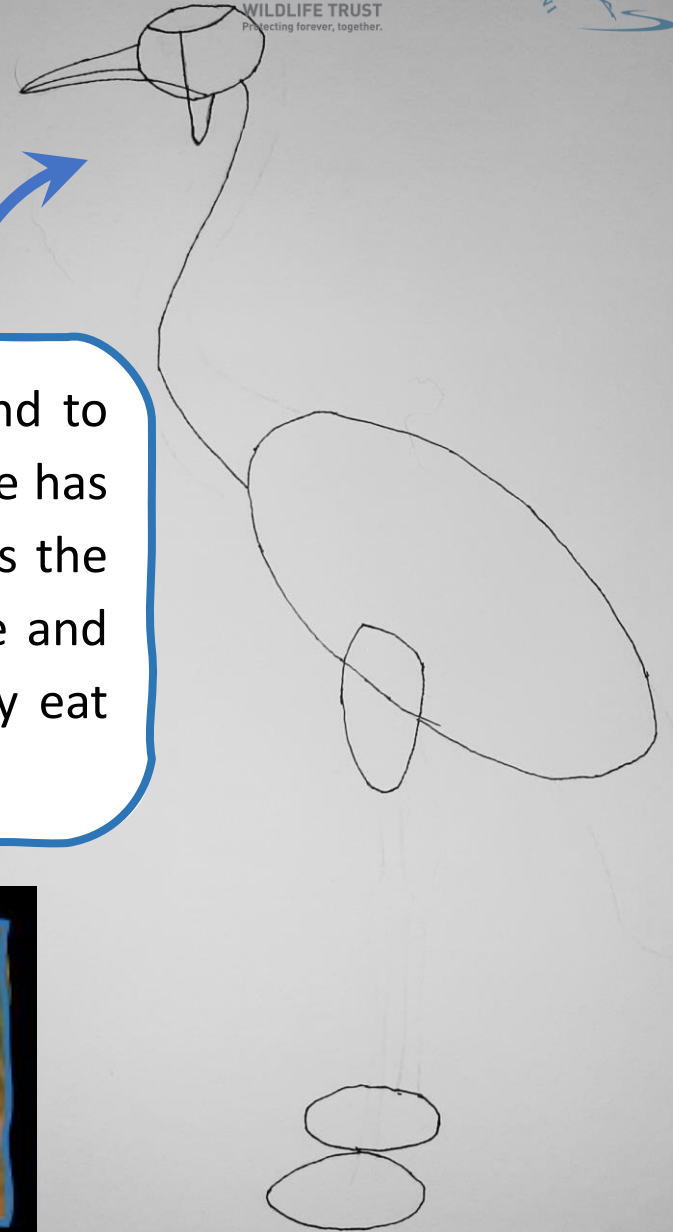 WILDLIFE TRUST
Protecting forever, together.
nd to
e has
s the
e and
y eat